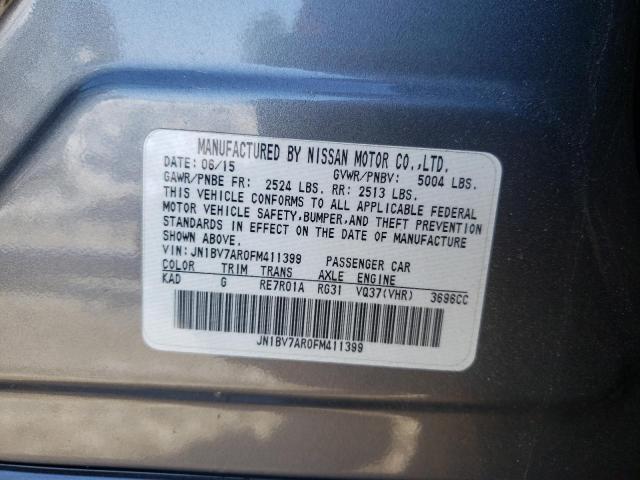 MANUFACTURED BY NISSAN MOTOR CO.,LTD.
DATE: 06/15 GVWR/PNBV: 5004 LBS.
GAWR/PNBE FR: 2524 LBS. RR: 2513 LBS.
THIS VEHICLE CONFORMS TO ALL APPLICABLE FEDERAL
MOTOR VEHICLE SAFETY, BUMPER, AND THEFT PREVENTION
STANDARDS IN EFFECT ON THE DATE OF MANUFACTURE
SHOWN ABOVE.
VIN: JN1BV7AR0FM411399 PASSENGER CAR
COLOR TRIM TRANS AXLE ENGINE
KAD G RE7R01A RG31 VQ37(VHR) 3696CC
JN1BV7AR0FM411399